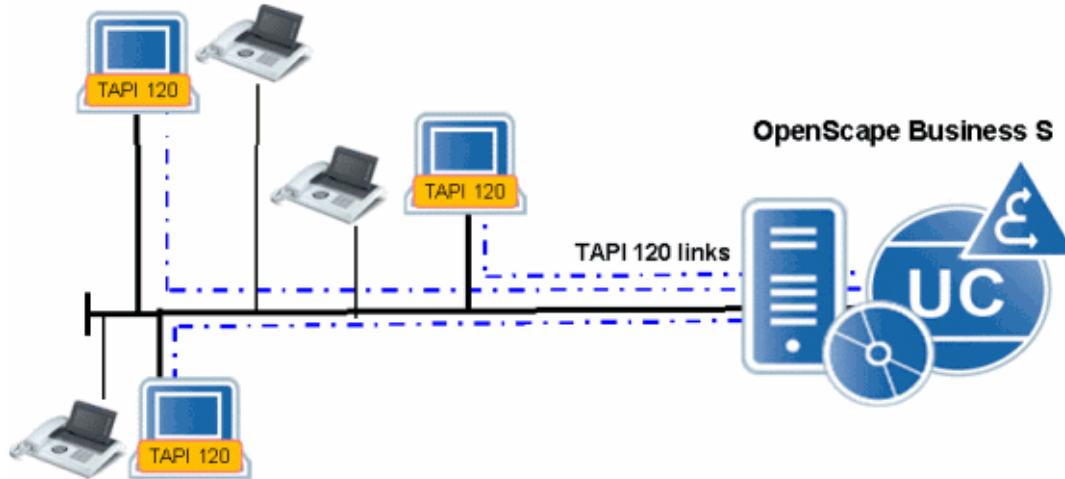 TAPI 120
TAPI 120
OpenScape Business S
TAPI 120 links
UC
TAPI 120